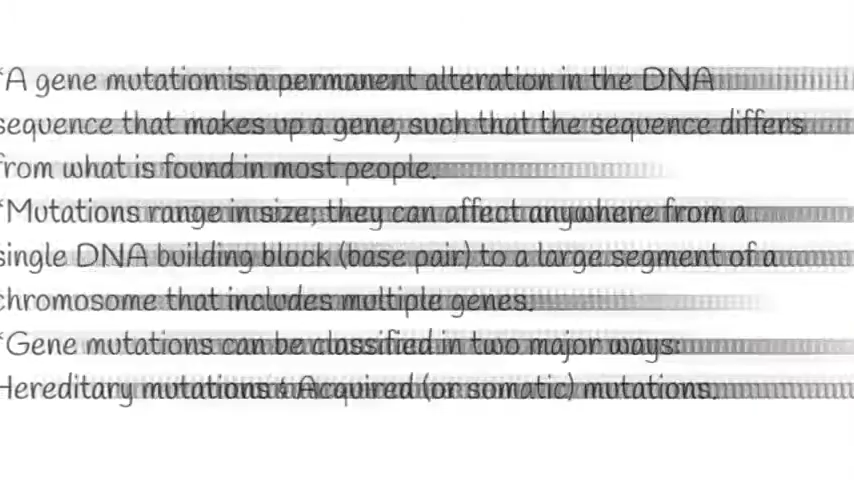 *A gene mutation is a permanent alteration in the DNA
sequence that makes up a gene, such that the sequence differs
from what is found in most people.
*Mutations range in size; they can affect anywhere from a
single DNA building block (base pair) to a large segment of a
chromosome that includes multiple genes.
*Gene mutations can be classified in two major ways:
Hereditary mutations & Acquired (or somatic) mutations.